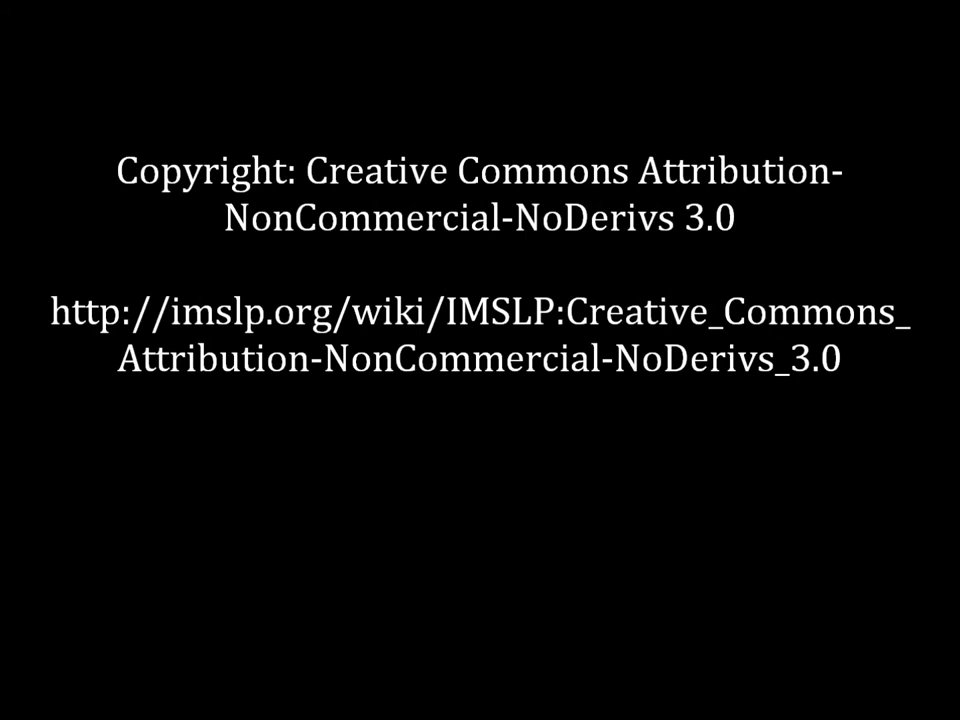 Copyright: Creative Commons Attribution-
NonCommercial-NoDerivs 3.0
http://imslp.org/wiki/IMSLP:Creative_Commons_
Attribution-NonCommercial-NoDerivs_3.0